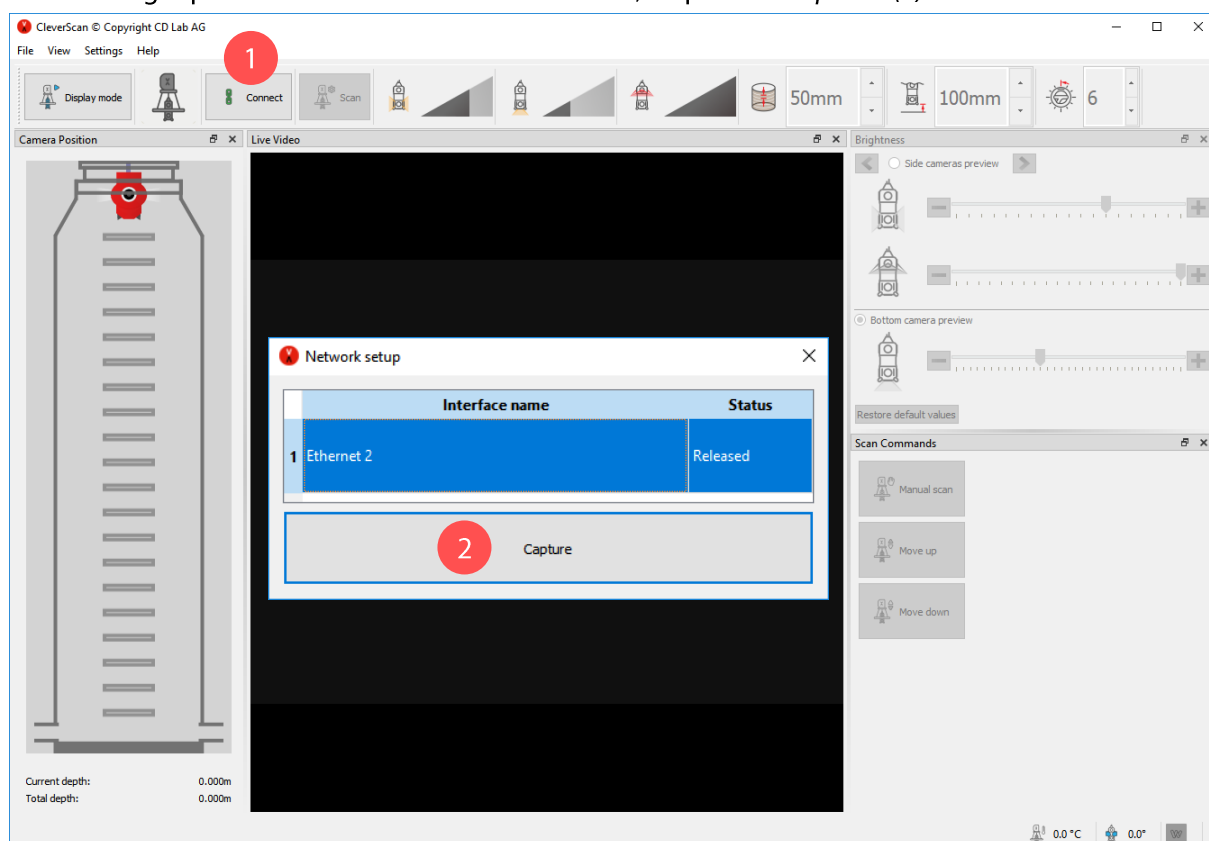 CleverScan © Copyright CD Lab AG
File View Settings Help
1
Display mode
Connect
Scan
50mm
100mm
6
Camera Position
Live Video
Brightness
Side cameras preview
Bottom camera preview
Restore default values
Network setup
Interface name Status
1 Ethernet 2 Released
2 Capture
Scan Commands
Manual scan
Move up
Move down
Current depth: 0.000m
Total depth: 0.000m
0.0 °C 0.0°